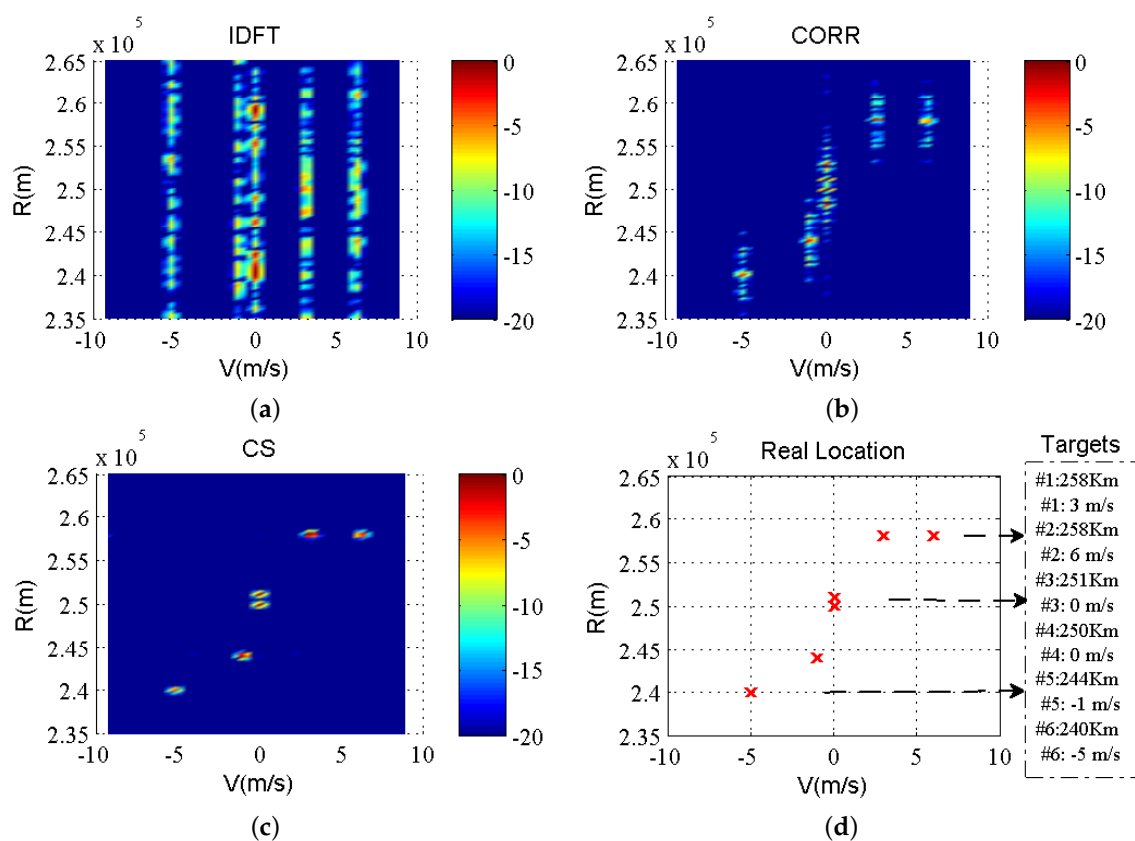 IDFT
x 10
5
2.65
2.6
2.55
2.5
2.45
2.4
2.35
R(m)
-10
-5
0
5
10
V(m/s)
0
-5
-10
-15
-20
(a)
CORR
x 10
5
2.65
2.6
2.55
2.5
2.45
2.4
2.35
R(m)
-10
-5
0
5
10
V(m/s)
0
-5
-10
-15
-20
(b)
CS
x 10
5
2.65
2.6
2.55
2.5
2.45
2.4
2.35
R(m)
-10
-5
0
5
10
V(m/s)
0
-5
-10
-15
-20
(c)
Real Location
x 10
5
2.65
2.6
2.55
2.5
2.45
2.4
2.35
R(m)
-10
-5
0
5
10
V(m/s)
Targets
#1:258Km
#1: 3 m/s
#2:258Km
#2: 6 m/s
#3:251Km
#3: 0 m/s
#4:250Km
#4: 0 m/s
#5:244Km
#5: -1 m/s
#6:240Km
#6: -5 m/s
(d)